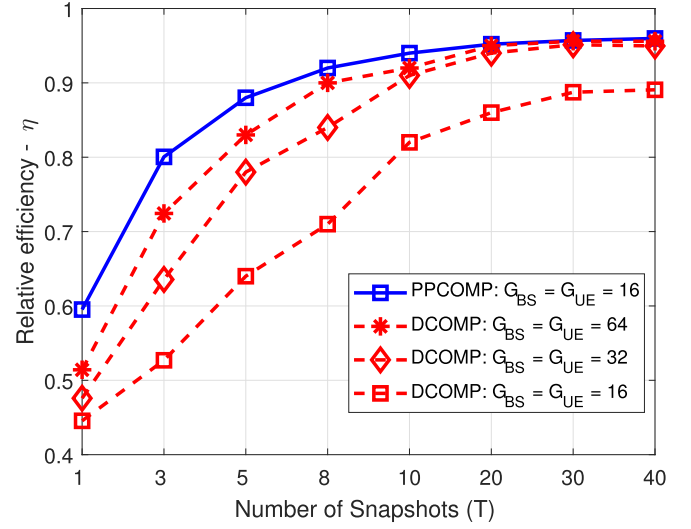 1
0.9
0.8
0.7
0.6
0.5
0.4
Relative efficiency - η
PPCOMP: G_BS = G_UE = 16
DCOMP: G_BS = G_UE = 64
DCOMP: G_BS = G_UE = 32
DCOMP: G_BS = G_UE = 16
1 3 5 8 10 20 30 40
Number of Snapshots (T)